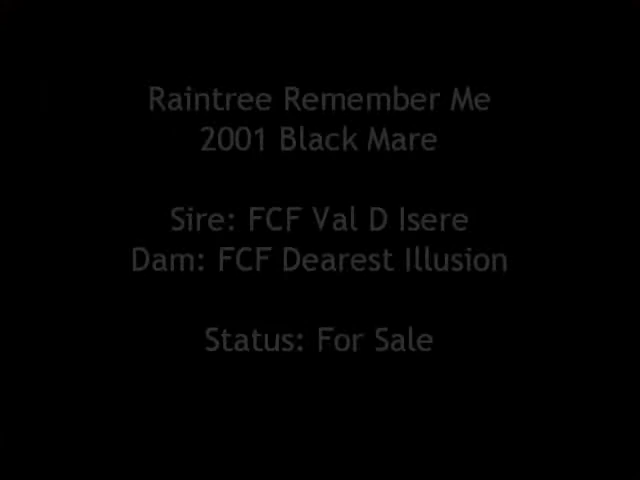 Raintree Remember Me
2001 Black Mare
Sire: FCF Val D Isere
Dam: FCF Dearest Illusion
Status: For Sale